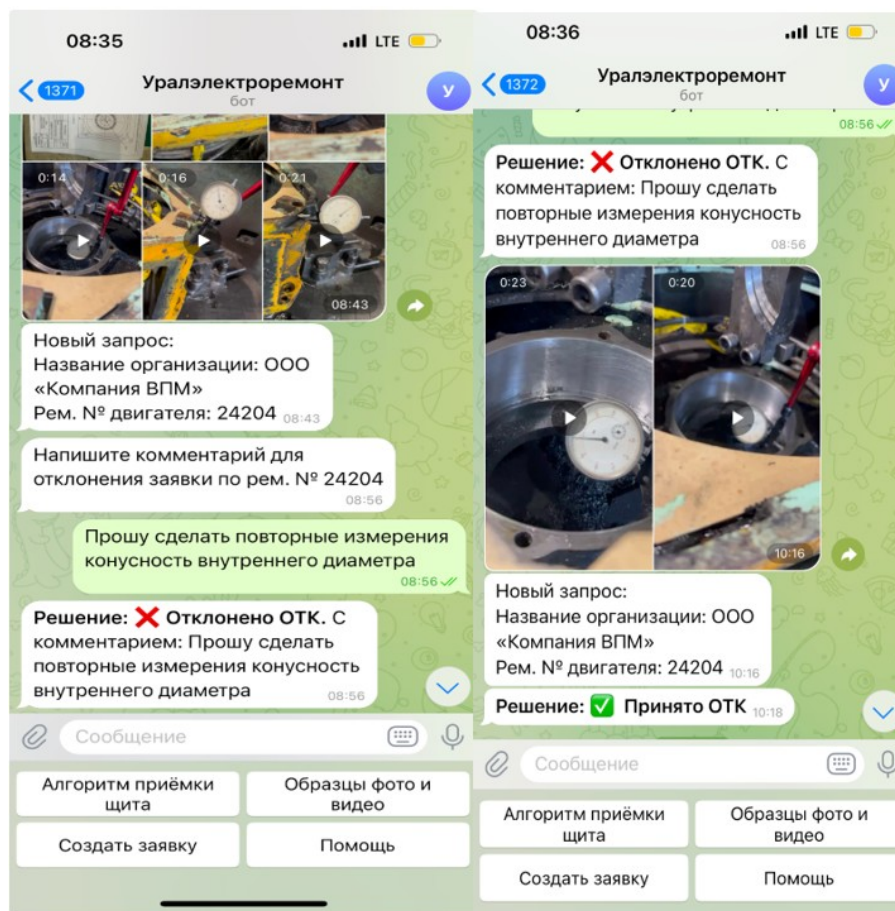 08:35
LTE
1371
Уралэлектроремонт
бот
У
0:14
0:16
0:21
08:43
Новый запрос:
Название организации: ООО
«Компания ВПМ»
Рем. № двигателя: 24204 08:43
Напишите комментарий для
отклонения заявки по рем. № 24204
08:56
Прошу сделать повторные измерения
конусность внутреннего диаметра
08:56
Решение: ❌ Отклонено ОТК. С
комментарием: Прошу сделать
повторные измерения конусность
внутреннего диаметра 08:56
Сообщение
Алгоритм приёмки
щита
Образцы фото и
видео
Создать заявку
Помощь
08:36
LTE
1372
Уралэлектроремонт
бот
У
08:56
Решение: ❌ Отклонено ОТК. С
комментарием: Прошу сделать
повторные измерения конусность
внутреннего диаметра 08:56
0:23
0:20
10:16
Новый запрос:
Название организации: ООО
«Компания ВПМ»
Рем. № двигателя: 24204 10:16
Решение: ✅ Принято ОТК 10:18
Сообщение
Алгоритм приёмки
щита
Образцы фото и
видео
Создать заявку
Помощь